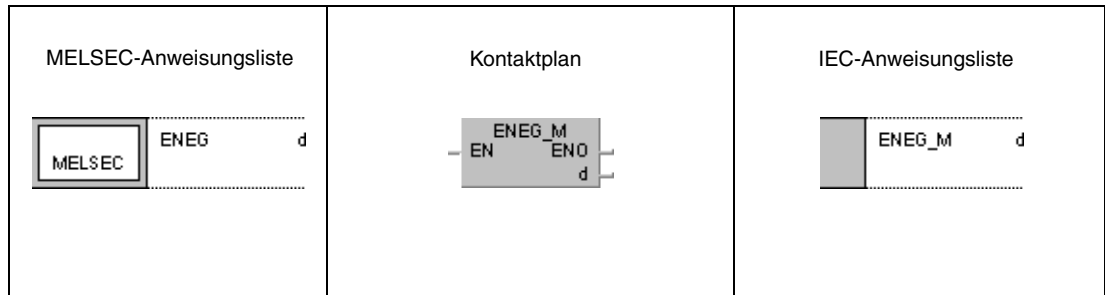 MELSEC-Anweisungsliste
MELSEC
ENEG d
Kontaktplan
ENEG_M
EN ENO
d
IEC-Anweisungsliste
ENEG_M d